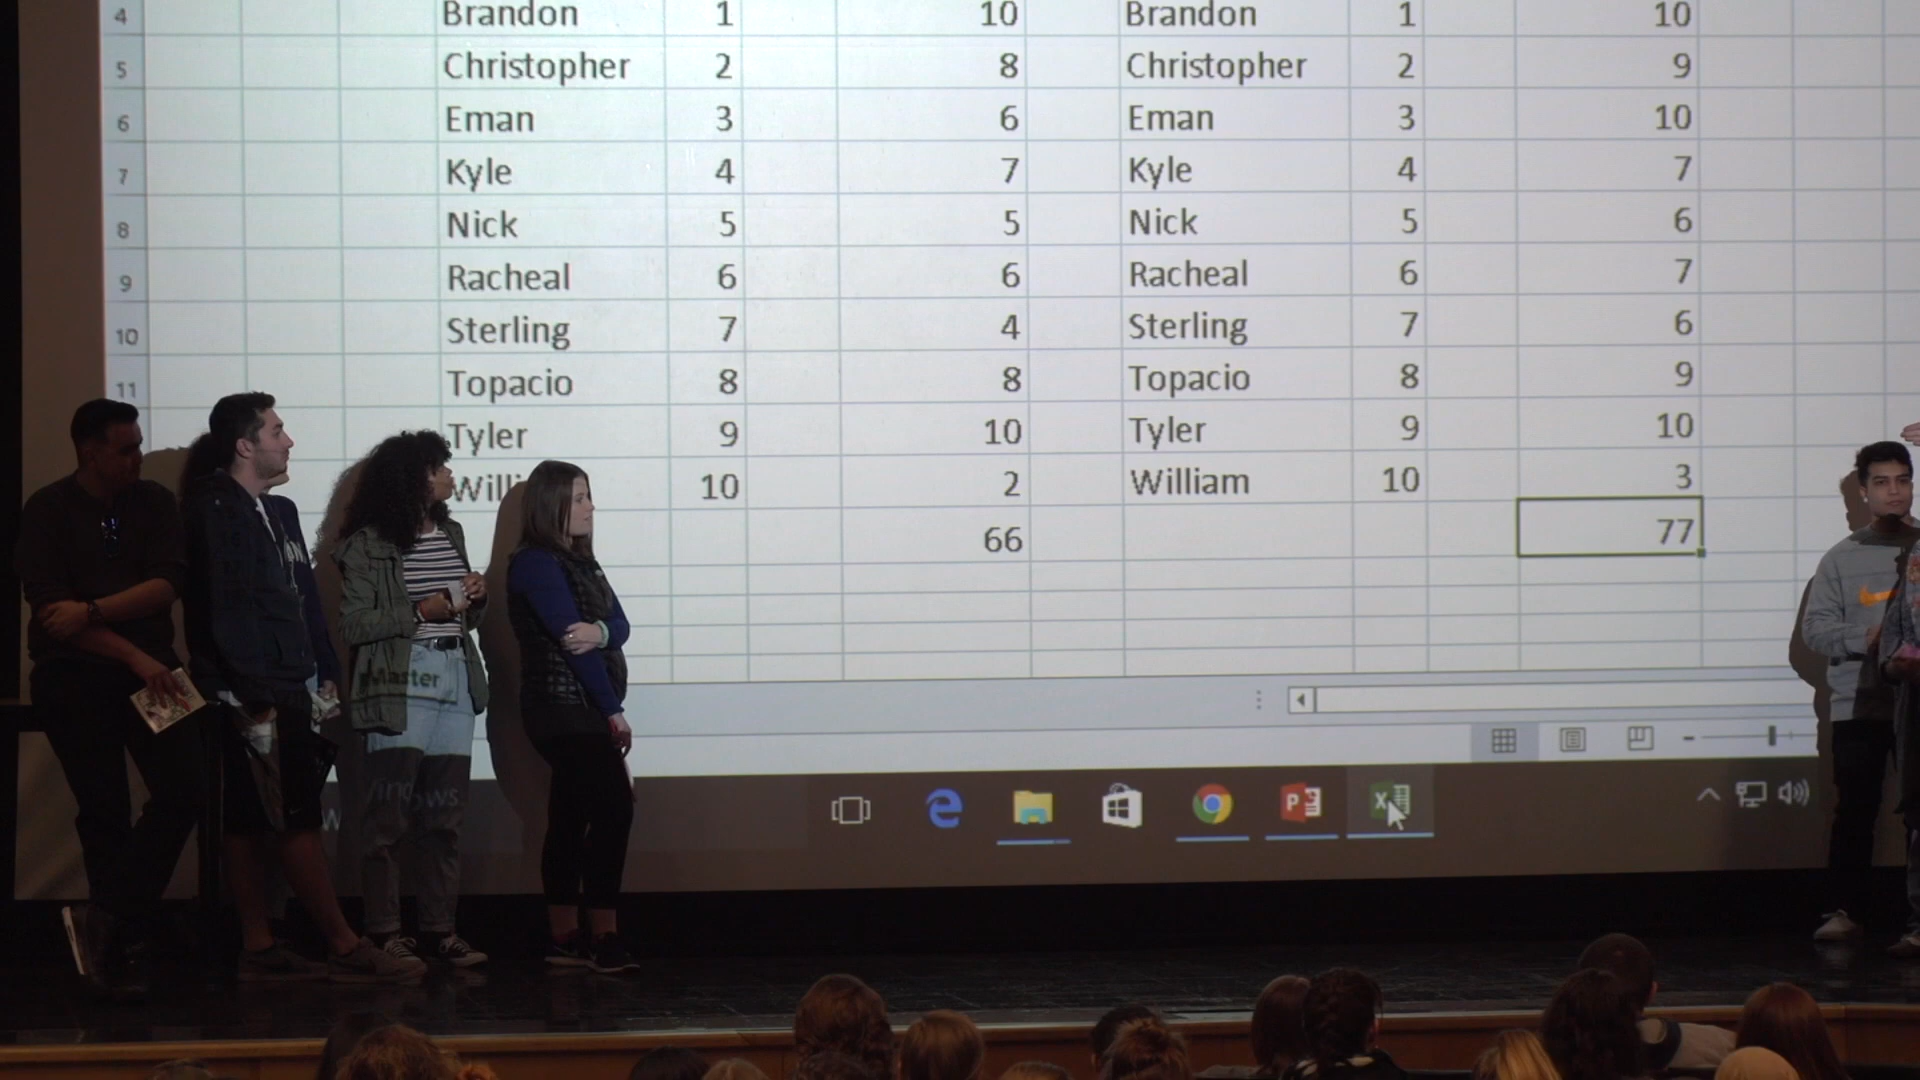 4 Brandon 1 10 Brandon 1 10
5 Christopher 2 8 Christopher 2 9
6 Eman 3 6 Eman 3 10
7 Kyle 4 7 Kyle 4 7
8 Nick 5 5 Nick 5 6
9 Racheal 6 6 Racheal 6 7
10 Sterling 7 4 Sterling 7 6
11 Topacio 8 8 Topacio 8 9
Tyler 9 10 Tyler 9 10
Willi 10 2 William 10 3
66 77
Master